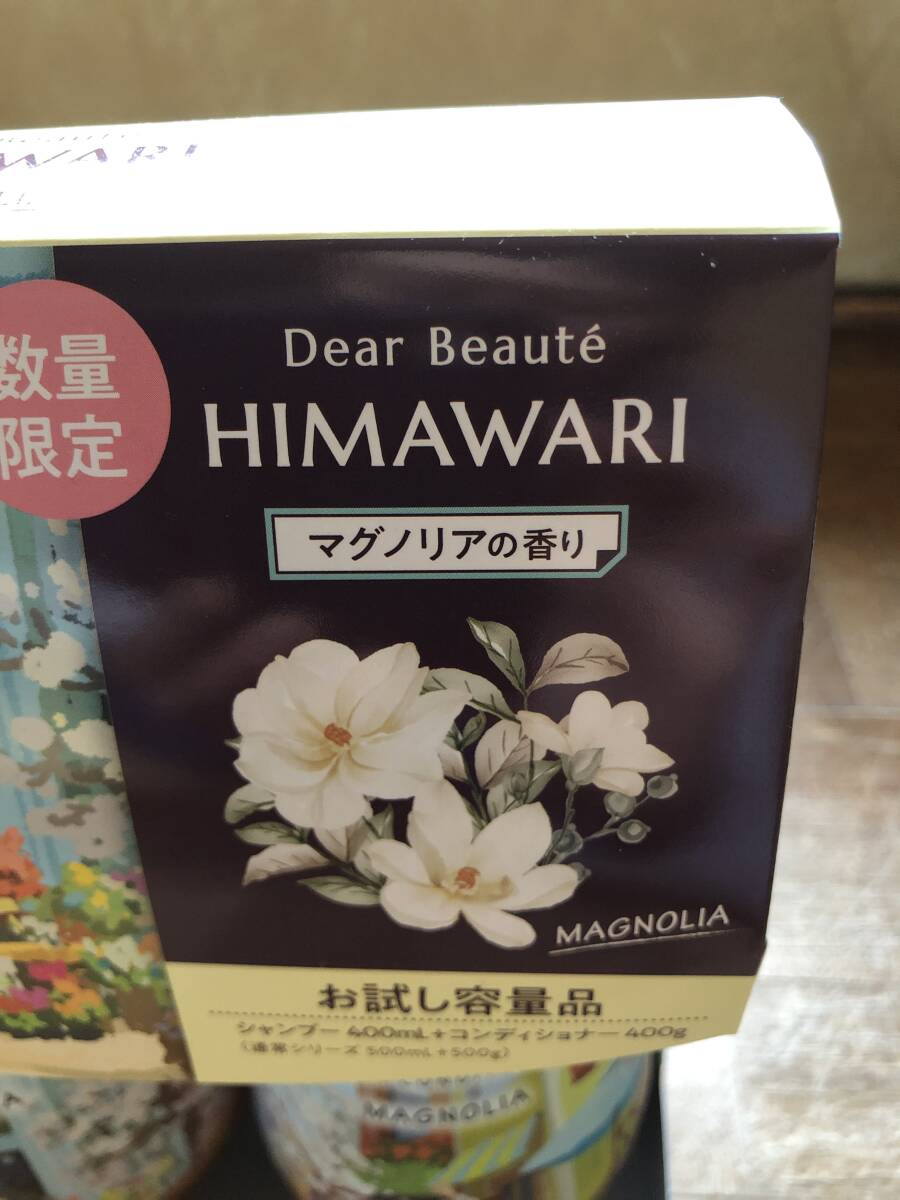 WARI
数量
限定
Dear Beauté
HIMAWARI
マグノリアの香り
MAGNOLIA
お試し容量品
シャンプー 400mL+コンディショナー 400g
(通常シリーズ 500mL+500g)
MAGNOLIA